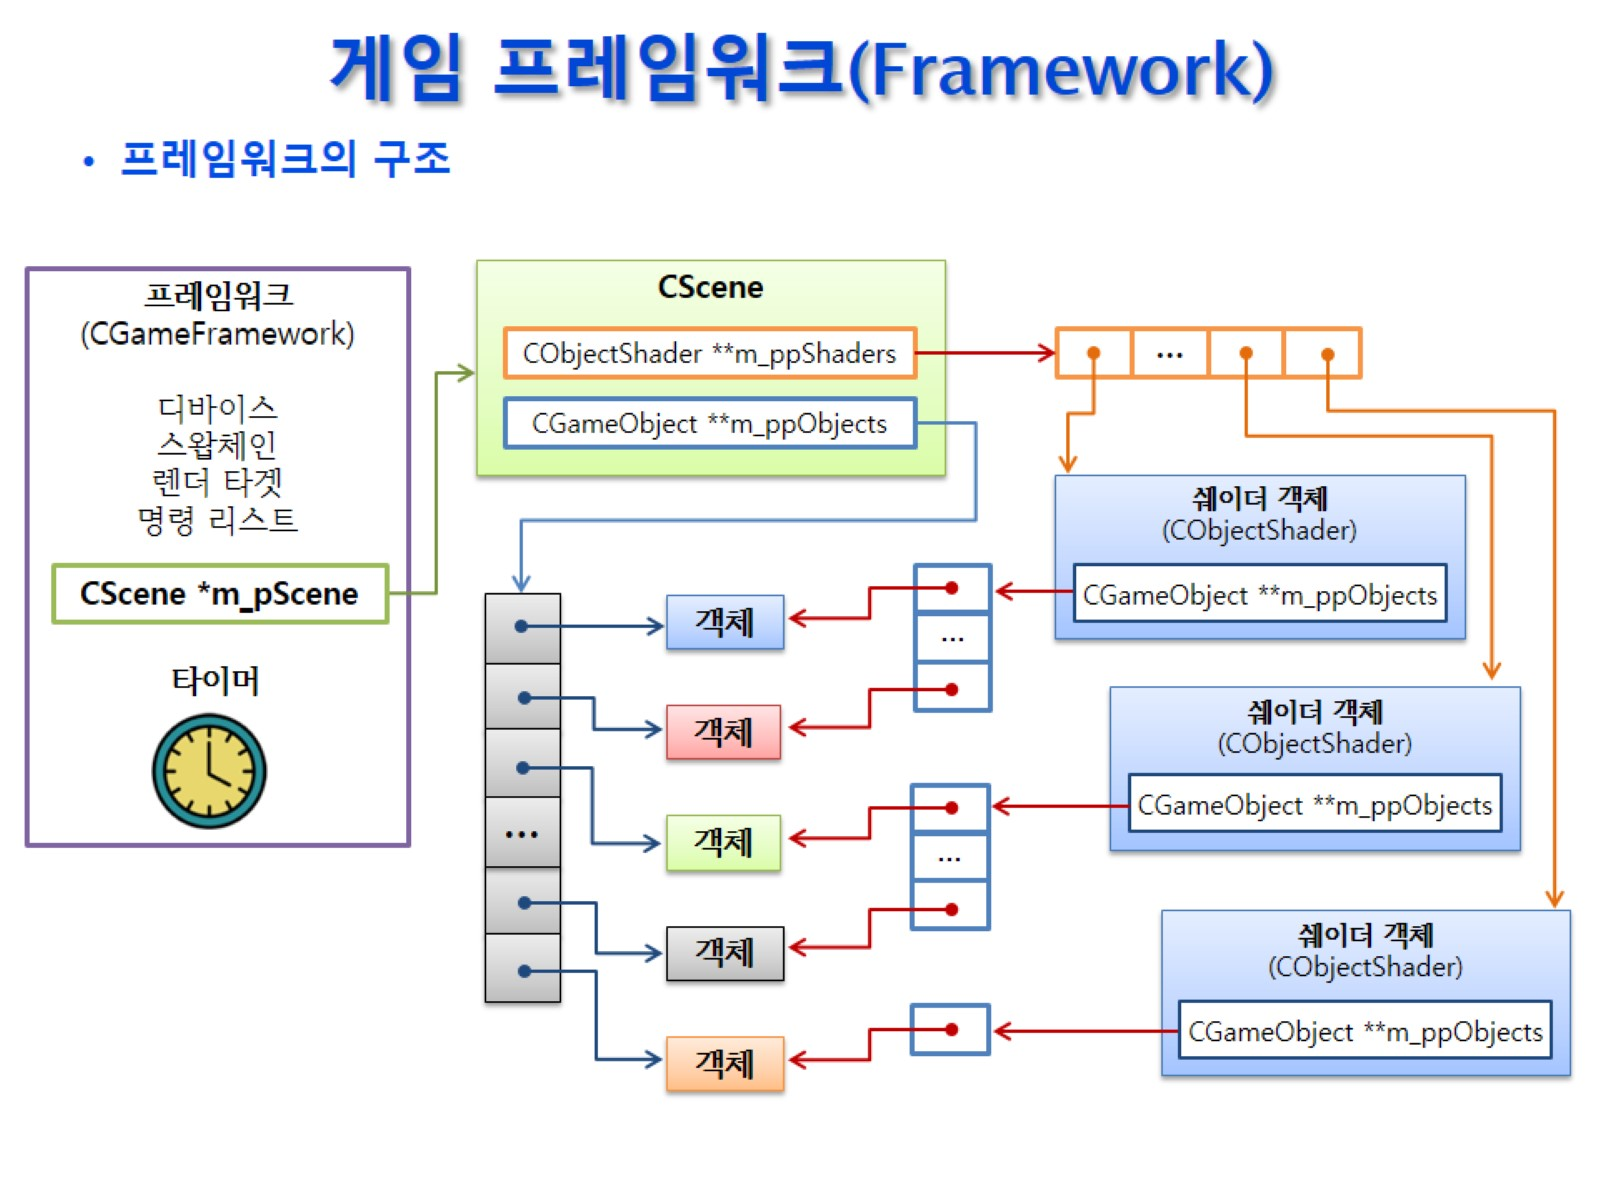 게임 프레임워크(Framework)
• 프레임워크의 구조
프레임워크
(CGameFramework)
디바이스
스왑체인
렌더 타겟
명령 리스트
CScene *m_pScene
타이머
CScene
CObjectShader **m_ppShaders
CGameObject **m_ppObjects
...
쉐이더 객체
(CObjectShader)
CGameObject **m_ppObjects
쉐이더 객체
(CObjectShader)
CGameObject **m_ppObjects
쉐이더 객체
(CObjectShader)
CGameObject **m_ppObjects
...
객체
객체
객체
객체
객체
...
...